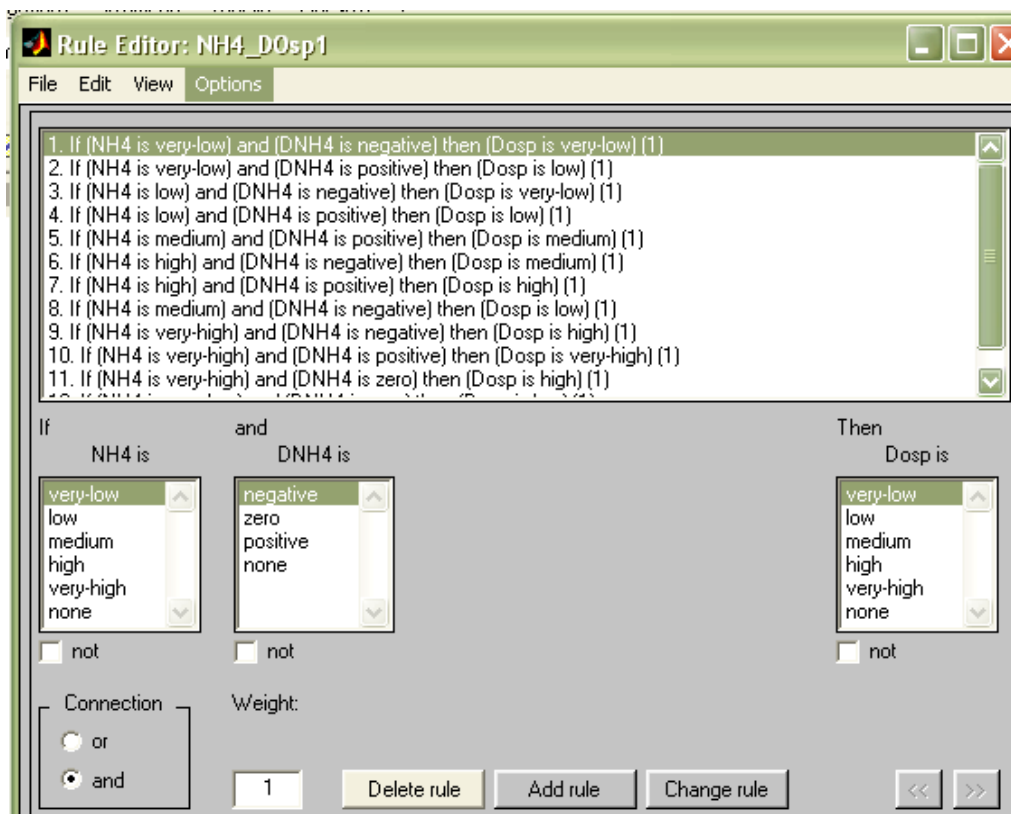 Rule Editor: NH4_DOsp1
File Edit View Options
1. If (NH4 is very-low) and (DNH4 is negative) then (Dosp is very-low) (1)
2. If (NH4 is very-low) and (DNH4 is positive) then (Dosp is low) (1)
3. If (NH4 is low) and (DNH4 is negative) then (Dosp is very-low) (1)
4. If (NH4 is low) and (DNH4 is positive) then (Dosp is low) (1)
5. If (NH4 is medium) and (DNH4 is positive) then (Dosp is medium) (1)
6. If (NH4 is high) and (DNH4 is negative) then (Dosp is medium) (1)
7. If (NH4 is high) and (DNH4 is positive) then (Dosp is high) (1)
8. If (NH4 is medium) and (DNH4 is negative) then (Dosp is low) (1)
9. If (NH4 is very-high) and (DNH4 is negative) then (Dosp is high) (1)
10. If (NH4 is very-high) and (DNH4 is positive) then (Dosp is very-high) (1)
11. If (NH4 is very-high) and (DNH4 is zero) then (Dosp is high) (1)
If and Then
NH4 is DNH4 is Dosp is
very-low negative very-low
low zero low
medium positive medium
high none high
very-high very-high
none none
not not not
Connection Weight:
or
and 1 Delete rule Add rule Change rule << >>